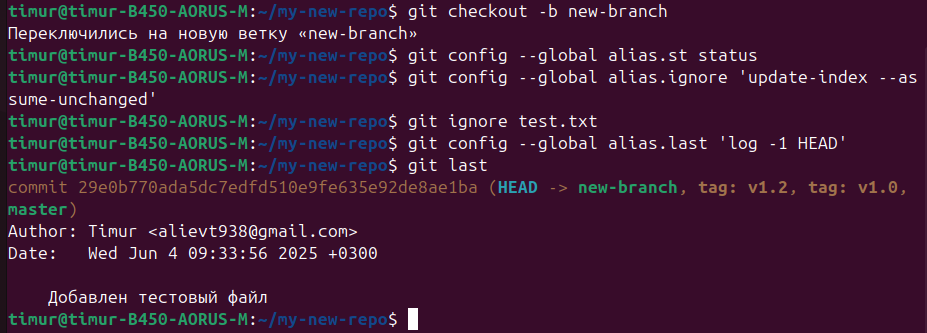 timur@timur-B450-AORUS-M:~/my-new-repo$ git checkout -b new-branch
Переключились на новую ветку «new-branch»
timur@timur-B450-AORUS-M:~/my-new-repo$ git config --global alias.st status
timur@timur-B450-AORUS-M:~/my-new-repo$ git config --global alias.ignore 'update-index --as
sume-unchanged'
timur@timur-B450-AORUS-M:~/my-new-repo$ git ignore test.txt
timur@timur-B450-AORUS-M:~/my-new-repo$ git config --global alias.last 'log -1 HEAD'
timur@timur-B450-AORUS-M:~/my-new-repo$ git last
commit 29e0b770ada5dc7edfd510e9fe635e92de8ae1ba (HEAD -> new-branch, tag: v1.2, tag: v1.0,
master)
Author: Timur <alievt938@gmail.com>
Date:   Wed Jun 4 09:33:56 2025 +0300

    Добавлен тестовый файл
timur@timur-B450-AORUS-M:~/my-new-repo$